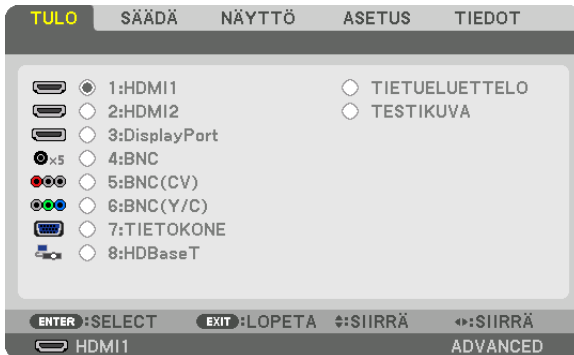 TULO SÄÄDÄ NÄYTTÖ ASETUS TIEDOT
1:HDMI1 TIETUELUETTELO
2:HDMI2 TESTIKUVA
3:DisplayPort
×5 4:BNC
5:BNC(CV)
6:BNC(Y/C)
7:TIETOKONE
8:HDBaseT
ENTER :SELECT EXIT :LOPETA :SIIRRÄ :SIIRRÄ
HDMI1 ADVANCED